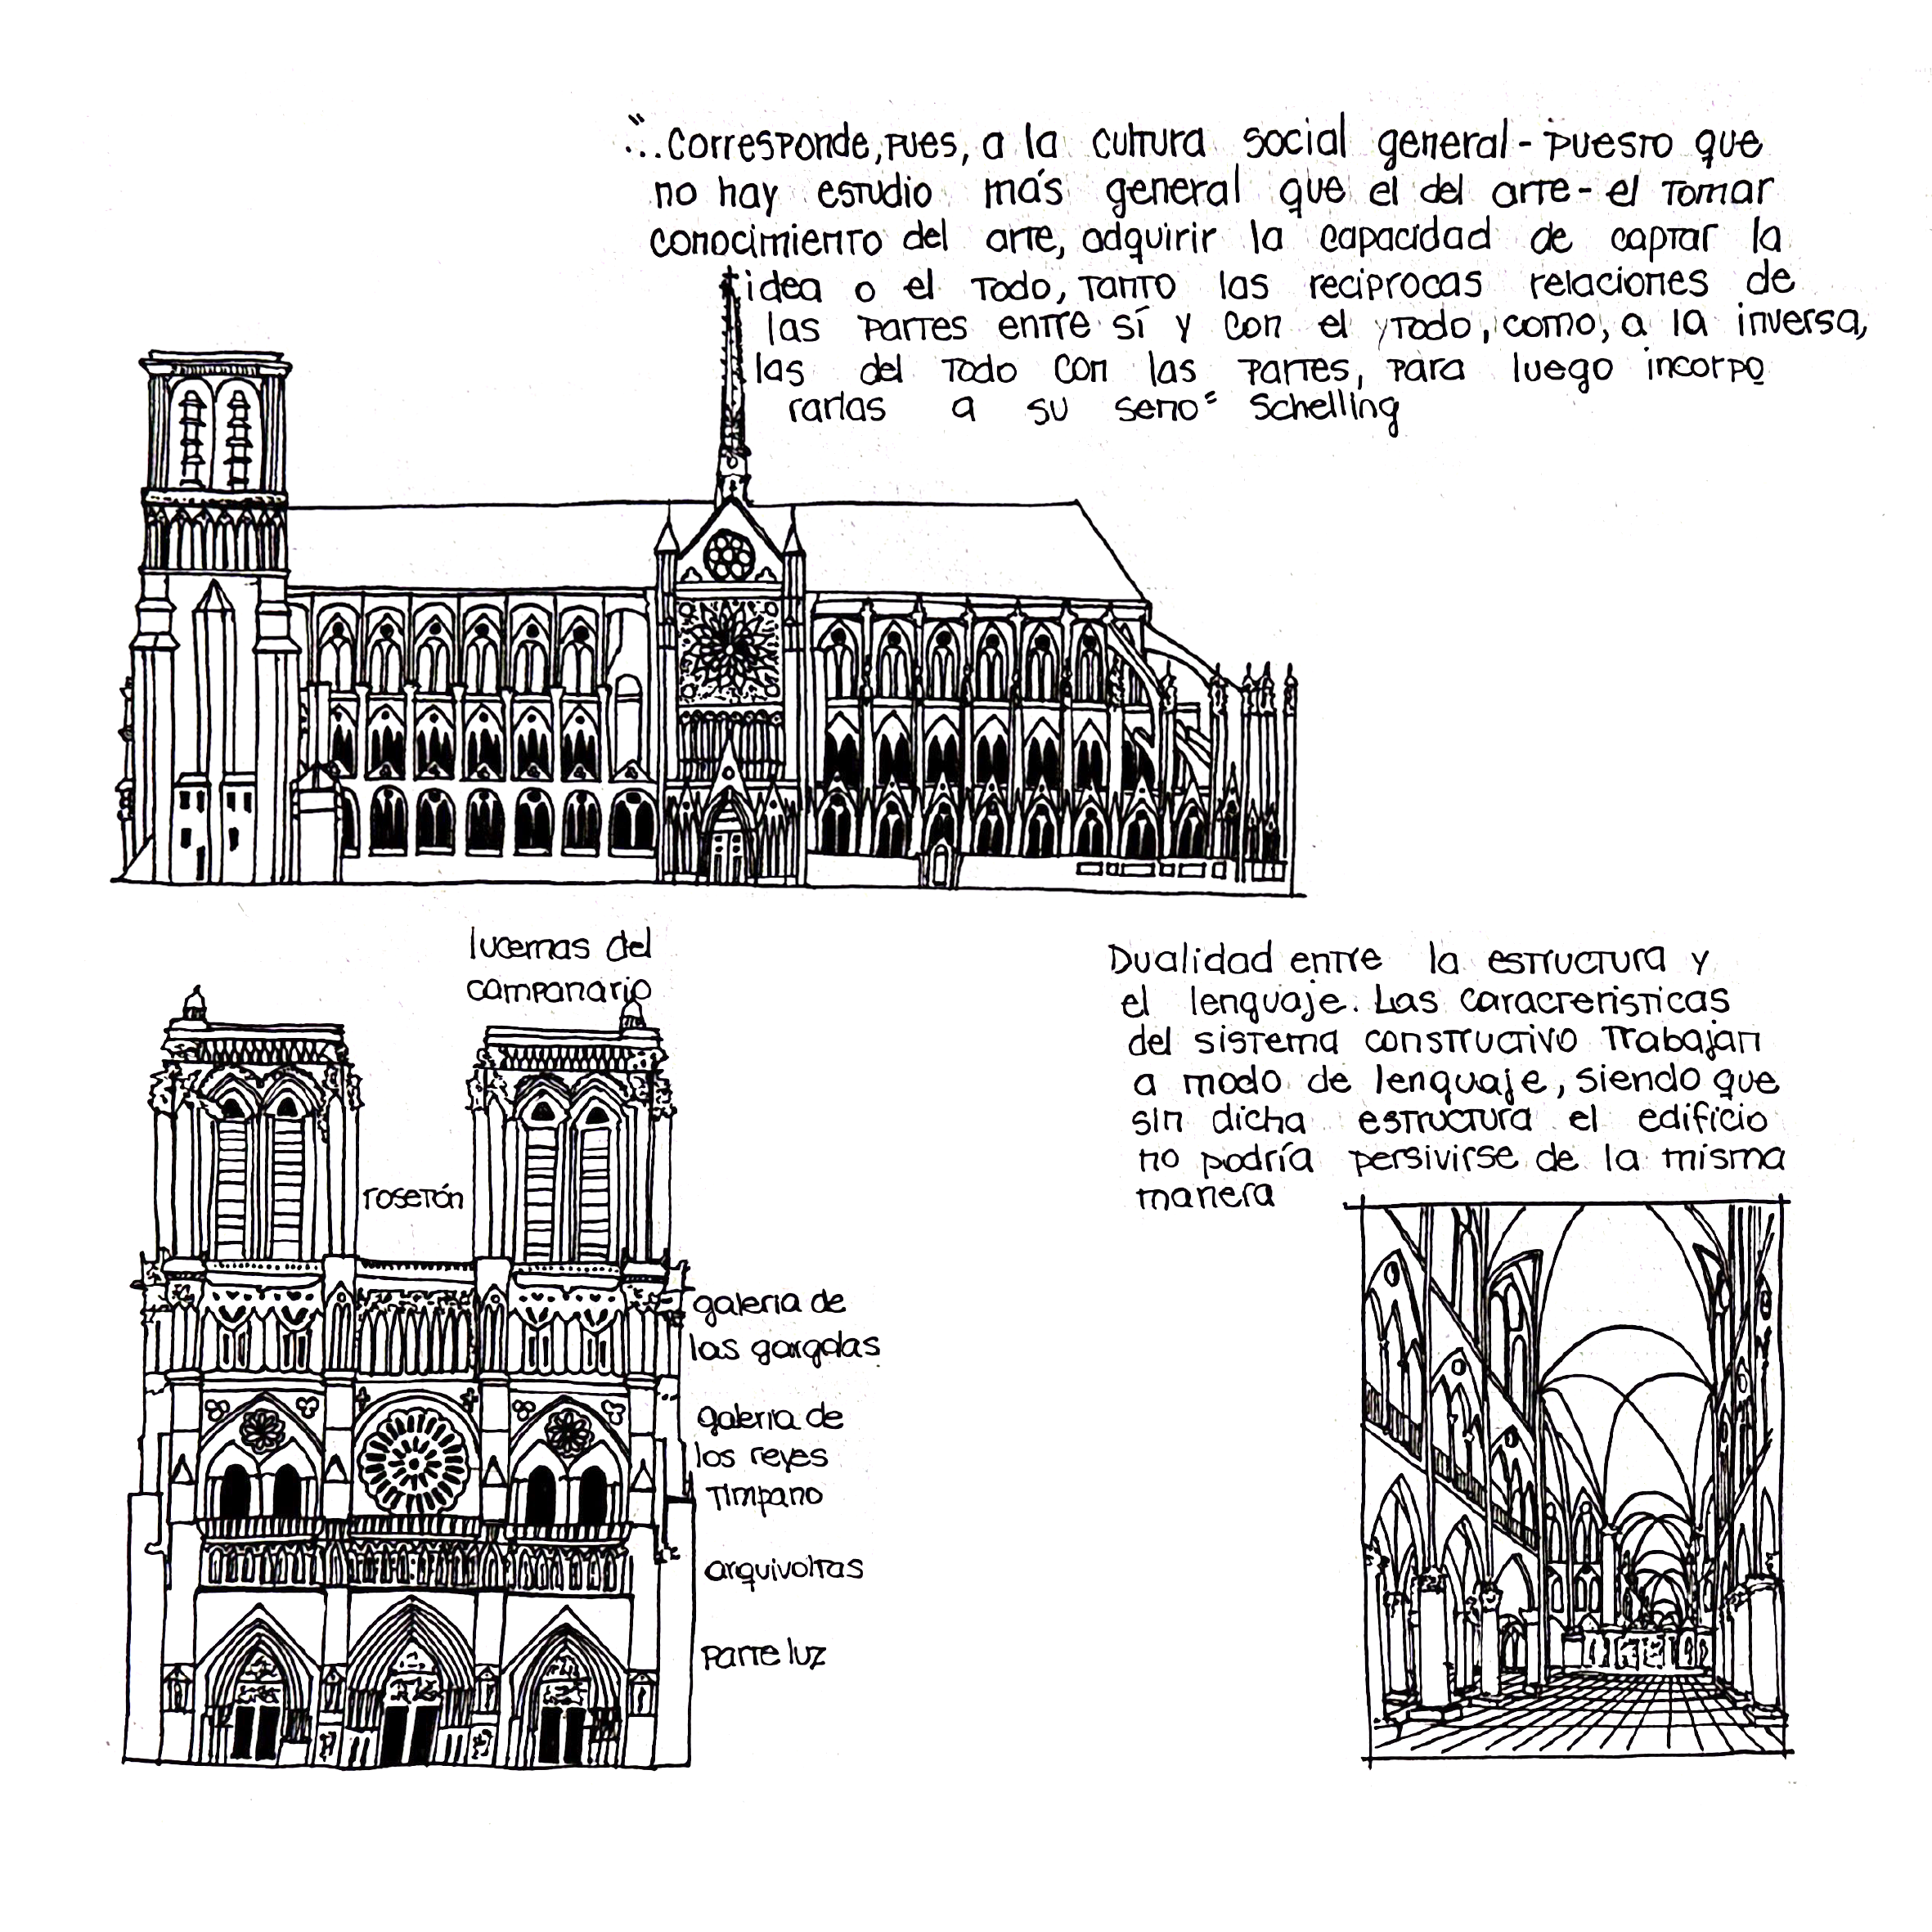 "...Corresponde, pues, a la cultura social general - puesto que
no hay estudio más general que el del arte - el tomar
conocimiento del arte, adquirir la capacidad de captar la
idea o el todo, tanto las reciprocas relaciones de
las partes entre sí y con el todo, como, a la inversa,
las del todo con las partes, para luego incorpo
rarlas a su seno" Schelling
lucernas del
campanario
rosetón
galeria de
las gargolas
galeria de
los reyes
Timpano
arquivoltas
parte luz
Dualidad entre la estructura y
el lenguaje. Las caracteristicas
del sistema constructivo trabajan
a modo de lenguaje, siendo que
sin dicha estructura el edificio
no podría persivirse de la misma
manera